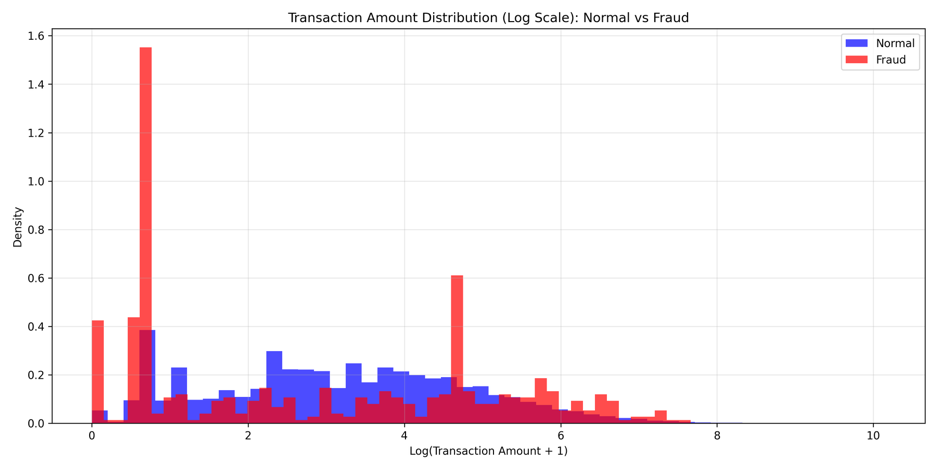 Transaction Amount Distribution (Log Scale): Normal vs Fraud
Normal
Fraud
Density
1.6
1.4
1.2
1.0
0.8
0.6
0.4
0.2
0.0
0 2 4 6 8 10
Log(Transaction Amount + 1)